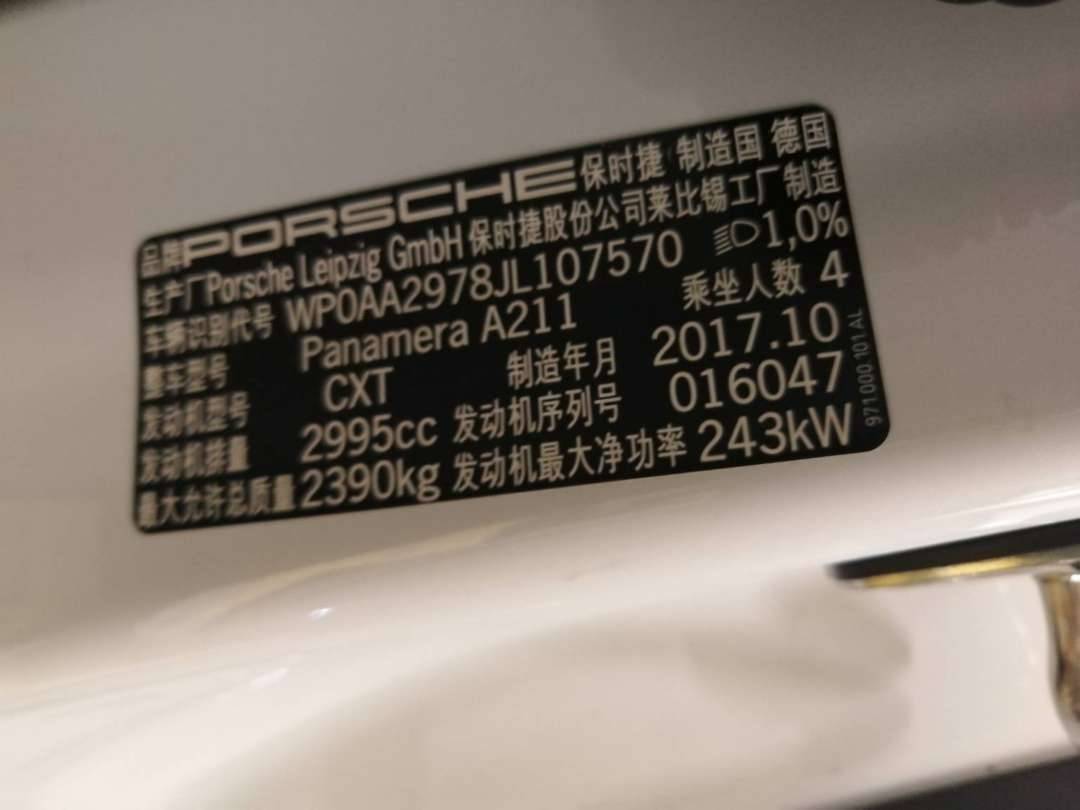 品牌 PORSCHE 保时捷 制造国 德国
生产厂 Porsche Leipzig GmbH 保时捷股份公司莱比锡工厂制造
车辆识别代号 WP0AA2978JL107570 1,0%
整车型号 Panamera A211 乘坐人数 4
发动机型号 CXT 制造年月 2017.10
发动机排量 2995cc 发动机序列号 016047
最大允许总质量 2390kg 发动机最大净功率 243kW
971.000.101.AL